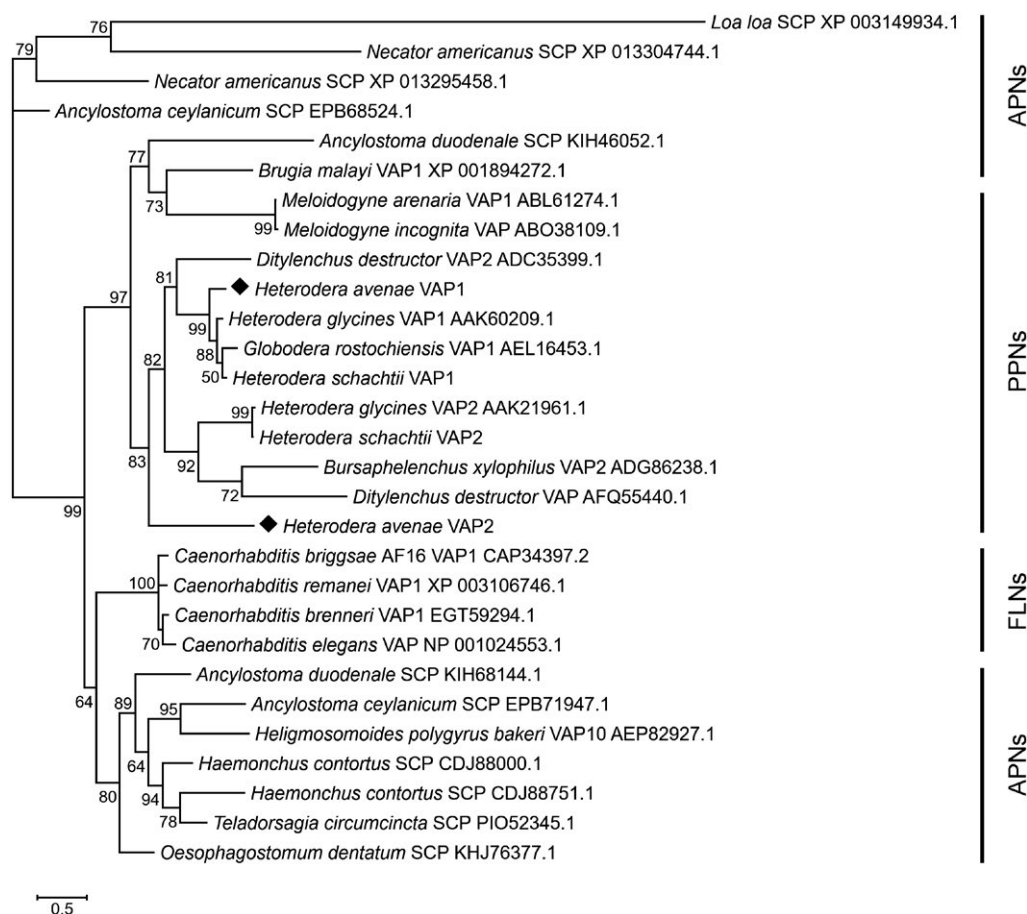 Loa loa SCP XP 003149934.1
76
Necator americanus SCP XP 013304744.1
79
Necator americanus SCP XP 013295458.1
Ancylostoma ceylanicum SCP EPB68524.1
APNs
Ancylostoma duodenale SCP KIH46052.1
77
Brugia malayi VAP1 XP 001894272.1
73
Meloidogyne arenaria VAP1 ABL61274.1
99
Meloidogyne incognita VAP ABO38109.1
Ditylenchus destructor VAP2 ADC35399.1
81
97
Heterodera avenae VAP1
99
Heterodera glycines VAP1 AAK60209.1
88
Globodera rostochiensis VAP1 AEL16453.1
82
50
Heterodera schachtii VAP1
PPNs
99
Heterodera glycines VAP2 AAK21961.1
Heterodera schachtii VAP2
83
92
Bursaphelenchus xylophilus VAP2 ADG86238.1
72
Ditylenchus destructor VAP AFQ55440.1
99
Heterodera avenae VAP2
Caenorhabditis briggsae AF16 VAP1 CAP34397.2
100
Caenorhabditis remanei VAP1 XP 003106746.1
Caenorhabditis brenneri VAP1 EGT59294.1
FLNs
70
Caenorhabditis elegans VAP NP 001024553.1
Ancylostoma duodenale SCP KIH68144.1
64
89
Ancylostoma ceylanicum SCP EPB71947.1
95
Heligmosomoides polygyrus bakeri VAP10 AEP82927.1
64
Haemonchus contortus SCP CDJ88000.1
APNs
80
94
Haemonchus contortus SCP CDJ88751.1
78
Teladorsagia circumcincta SCP PIO52345.1
Oesophagostomum dentatum SCP KHJ76377.1
0.5